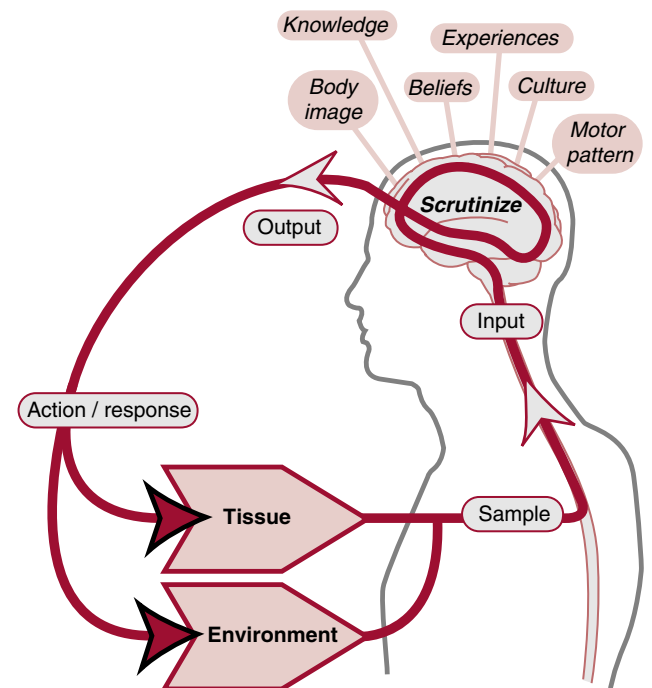 Knowledge
Experiences
Body
image
Beliefs
Culture
Motor
pattern
Scrutinize
Output
Input
Action / response
Tissue
Sample
Environment